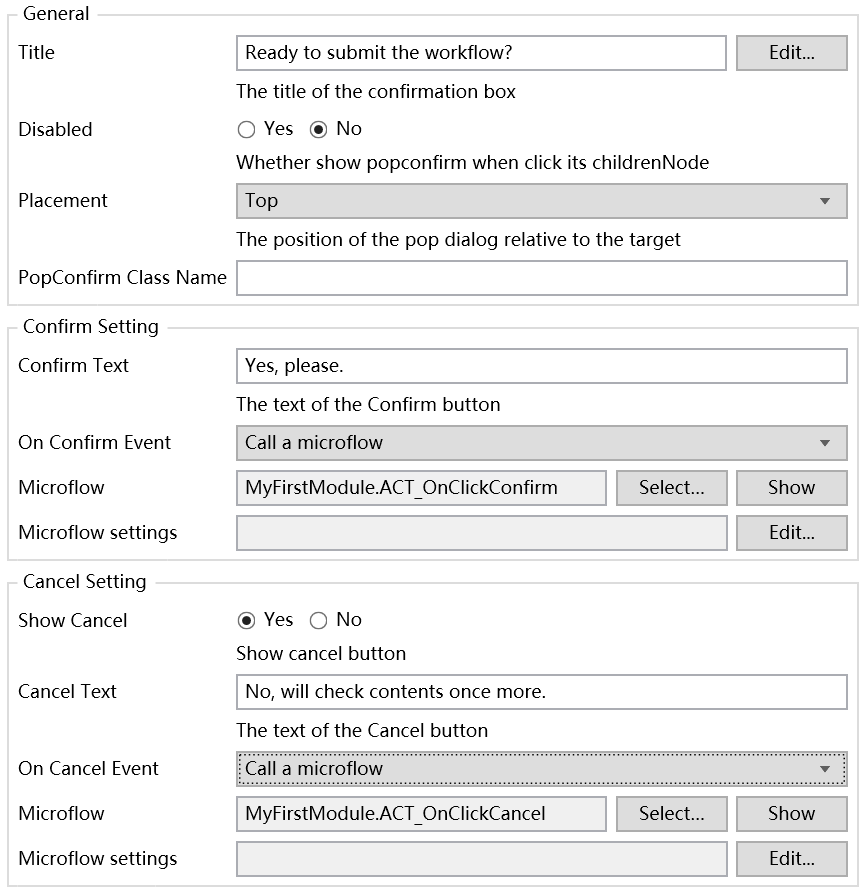 General
Title Ready to submit the workflow? Edit...
The title of the confirmation box
Disabled Yes No
Whether show popconfirm when click its childrenNode
Placement Top
The position of the pop dialog relative to the target
PopConfirm Class Name
Confirm Setting
Confirm Text Yes, please.
The text of the Confirm button
On Confirm Event Call a microflow
Microflow MyFirstModule.ACT_OnClickConfirm Select... Show
Microflow settings Edit...
Cancel Setting
Show Cancel Yes No
Show cancel button
Cancel Text No, will check contents once more.
The text of the Cancel button
On Cancel Event Call a microflow
Microflow MyFirstModule.ACT_OnClickCancel Select... Show
Microflow settings Edit...